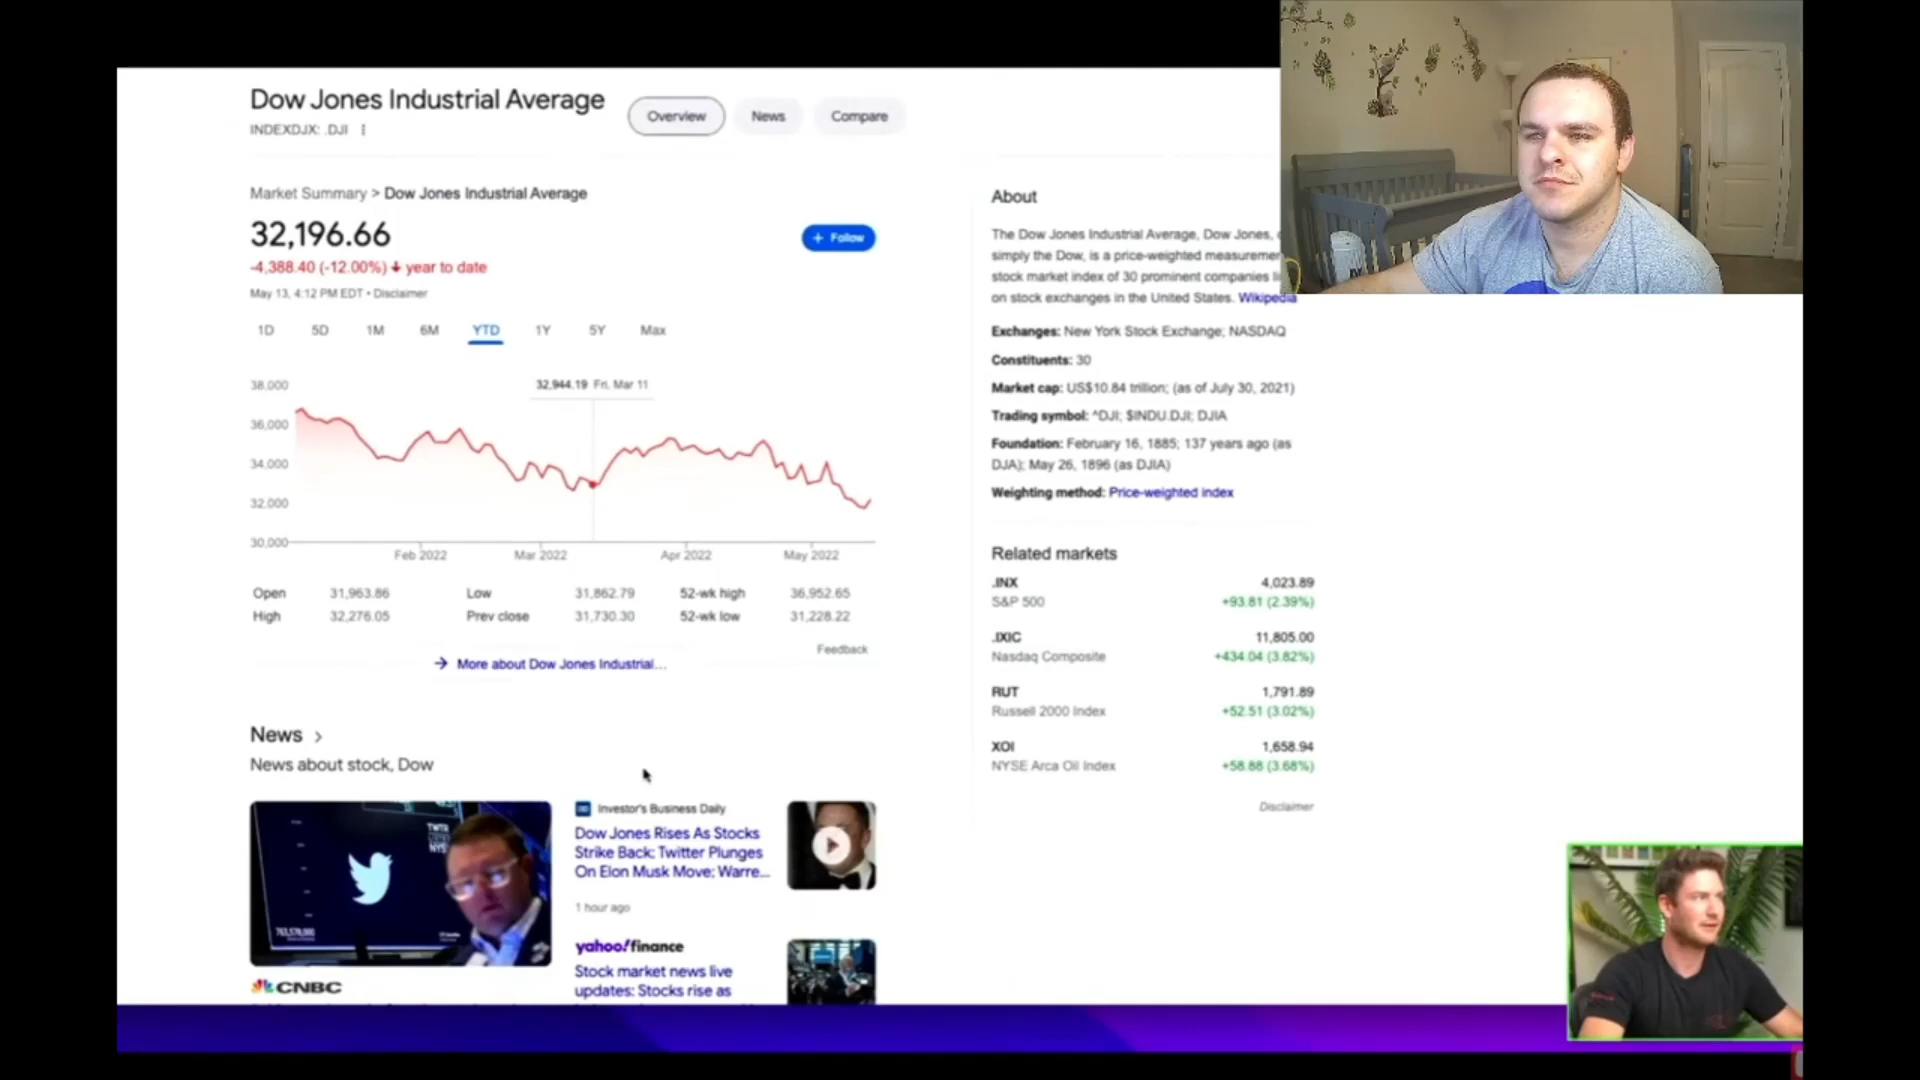 Dow Jones Industrial Average
INDEXDJX: .DJI
Overview
News
Compare
Market Summary > Dow Jones Industrial Average
32,196.66
+ Follow
-4,388.40 (-12.00%) year to date
May 13, 4:12 PM EDT • Disclaimer
1D 5D 1M 6M YTD 1Y 5Y Max
32,944.19 Fri, Mar 11
38,000
36,000
34,000
32,000
30,000
Feb 2022 Mar 2022 Apr 2022 May 2022
Open 31,963.86 Low 31,862.79 52-wk high 36,952.65
High 32,276.05 Prev close 31,730.30 52-wk low 31,228.22
Feedback
More about Dow Jones Industrial...
News >
News about stock, Dow
TWTR
NYS
CNBC
Investor's Business Daily
Dow Jones Rises As Stocks
Strike Back; Twitter Plunges
On Elon Musk Move; Warre...
1 hour ago
yahoo!finance
Stock market news live
updates: Stocks rise as
About
The Dow Jones Industrial Average, Dow Jones,
simply the Dow, is a price-weighted
stock market index of 30 prominent companies
on stock exchanges in the United States. Wikipedia
Exchanges: New York Stock Exchange; NASDAQ
Constituents: 30
Market cap: US$10.84 trillion; (as of July 30, 2021)
Trading symbol: ^DJI; $INDU.DJI; DJIA
Foundation: February 16, 1885; 137 years ago (as
DJA); May 26, 1896 (as DJIA)
Weighting method: Price-weighted index
Related markets
.INX 4,023.89
S&P 500 +93.81 (2.39%)
.IXIC 11,805.00
Nasdaq Composite +434.04 (3.82%)
RUT 1,791.89
Russell 2000 Index +52.51 (3.02%)
XOI 1,658.94
NYSE Arca Oil Index +58.88 (3.68%)
Disclaimer